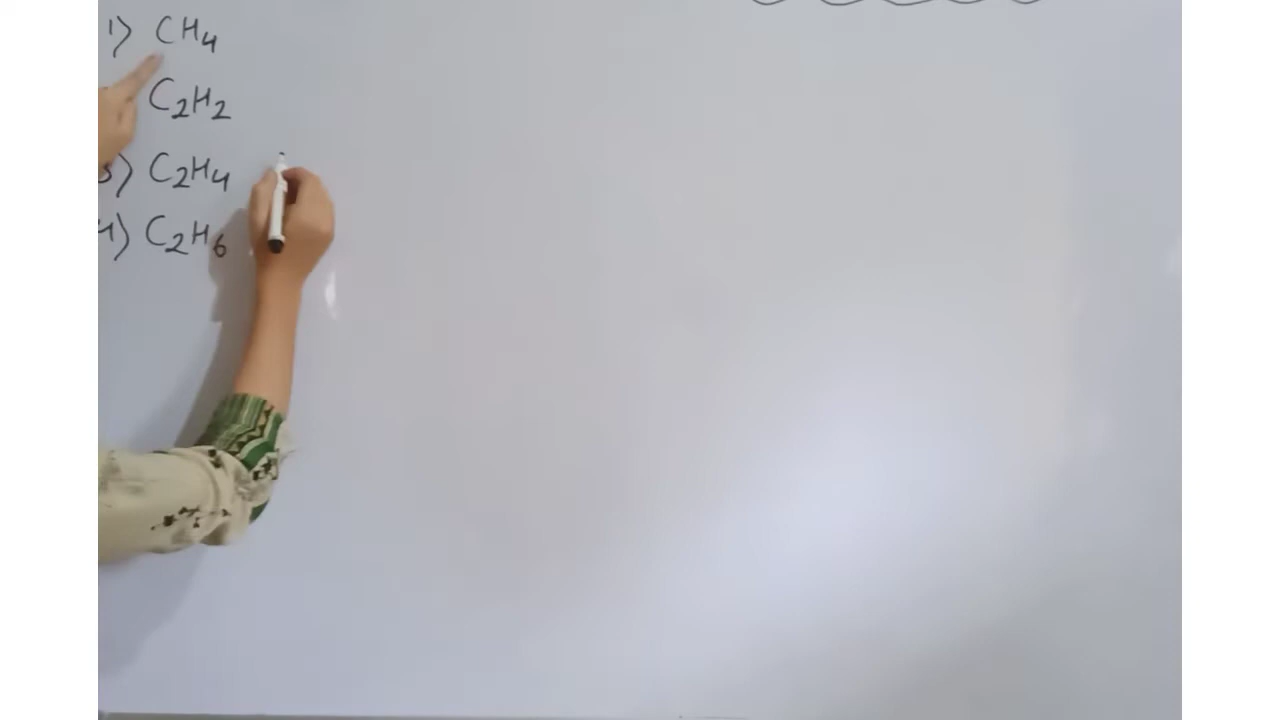 1) CH₄
C₂H₂
3) C₂H₄
4) C₂H₆